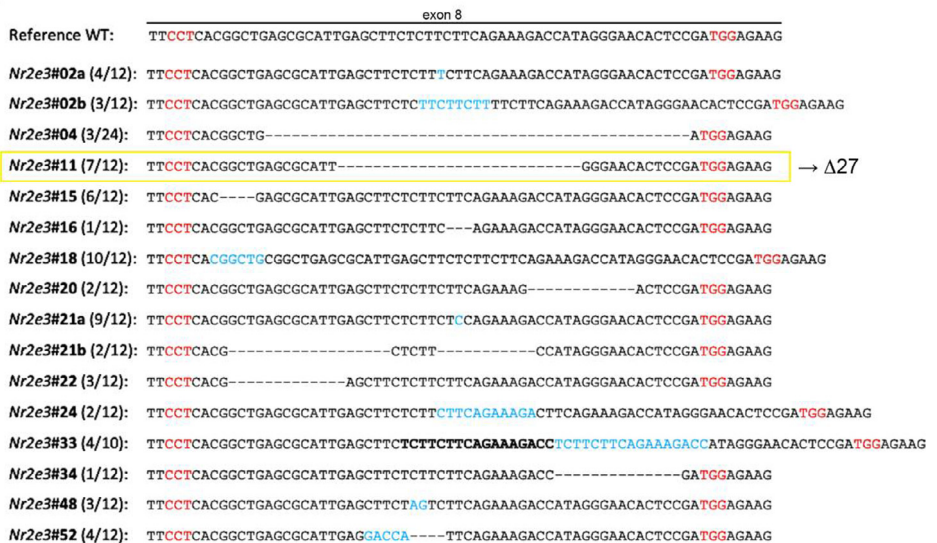 exon 8
Reference WT: TTCCTCACGGCTGAGCGCATTGAGCTTCTCTTCTTCAGAAAGACCATAGGGAACACTCCGATGGAGAAG
Nr2e3#02a (4/12): TTCCTCACGGCTGAGCGCATTGAGCTTCTCTTTCTTCAGAAAGACCATAGGGAACACTCCGATGGAGAAG
Nr2e3#02b (3/12): TTCCTCACGGCTGAGCGCATTGAGCTTCTCTTCTTCTTTTCTTCAGAAAGACCATAGGGAACACTCCGATGGAGAAG
Nr2e3#04 (3/24): TTCCTCACGGCTG-----------------------------------------------ATGGAGAAG
Nr2e3#11 (7/12): TTCCTCACGGCTGAGCGCATT---------------------------GGGAACACTCCGATGGAGAAG → Δ27
Nr2e3#15 (6/12): TTCCTCAC----GAGCGCATTGAGCTTCTCTTCTTCAGAAAGACCATAGGGAACACTCCGATGGAGAAG
Nr2e3#16 (1/12): TTCCTCACGGCTGAGCGCATTGAGCTTCTCTTC---AGAAAGACCATAGGGAACACTCCGATGGAGAAG
Nr2e3#18 (10/12): TTCCTCACGGCTGCGGCTGAGCGCATTGAGCTTCTCTTCTTCAGAAAGACCATAGGGAACACTCCGATGGAGAAG
Nr2e3#20 (2/12): TTCCTCACGGCTGAGCGCATTGAGCTTCTCTTCTTCAGAAAG------------ACTCCGATGGAGAAG
Nr2e3#21a (9/12): TTCCTCACGGCTGAGCGCATTGAGCTTCTCTTCTCCAGAAAGACCATAGGGAACACTCCGATGGAGAAG
Nr2e3#21b (2/12): TTCCTCACG------------------CTCTT-----------CCATAGGGAACACTCCGATGGAGAAG
Nr2e3#22 (3/12): TTCCTCACG-------------AGCTTCTCTTCTTCAGAAAGACCATAGGGAACACTCCGATGGAGAAG
Nr2e3#24 (2/12): TTCCTCACGGCTGAGCGCATTGAGCTTCTCTTCTTCAGAAAGACTTCAGAAAGACCATAGGGAACACTCCGATGGAGAAG
Nr2e3#33 (4/10): TTCCTCACGGCTGAGCGCATTGAGCTTCTCTTCTTCAGAAAGACCTCTTCTTCAGAAAGACCATAGGGAACACTCCGATGGAGAAG
Nr2e3#34 (1/12): TTCCTCACGGCTGAGCGCATTGAGCTTCTCTTCTTCAGAAAGACC--------------GATGGAGAAG
Nr2e3#48 (3/12): TTCCTCACGGCTGAGCGCATTGAGCTTCTAGTCTTCAGAAAGACCATAGGGAACACTCCGATGGAGAAG
Nr2e3#52 (4/12): TTCCTCACGGCTGAGCGCATTGAGGACCA----TTCAGAAAGACCATAGGGAACACTCCGATGGAGAAG